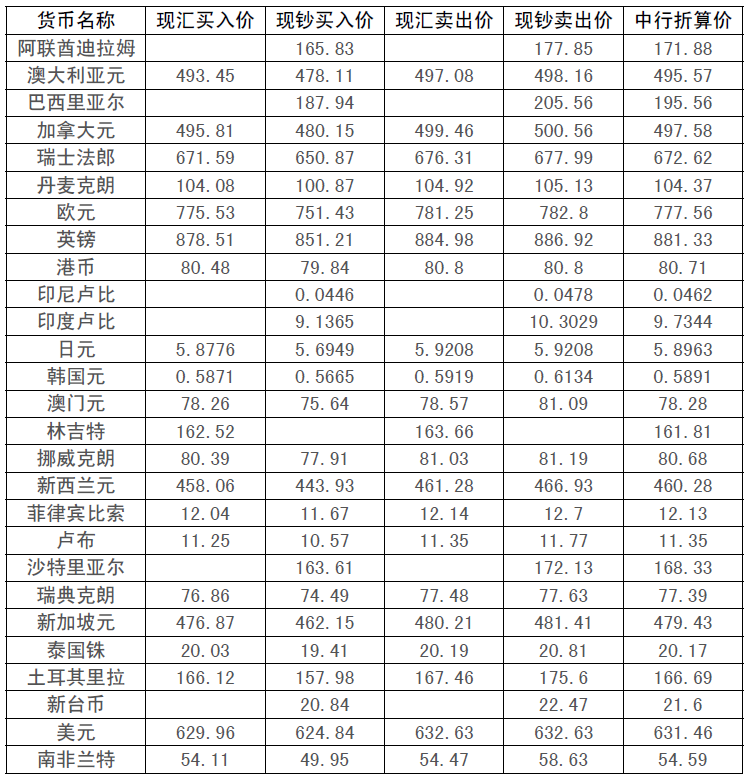 货币名称 现汇买入价 现钞买入价 现汇卖出价 现钞卖出价 中行折算价
阿联酋迪拉姆 165.83 177.85 171.88
澳大利亚元 493.45 478.11 497.08 498.16 495.57
巴西里亚尔 187.94 205.56 195.56
加拿大元 495.81 480.15 499.46 500.56 497.58
瑞士法郎 671.59 650.87 676.31 677.99 672.62
丹麦克朗 104.08 100.87 104.92 105.13 104.37
欧元 775.53 751.43 781.25 782.8 777.56
英镑 878.51 851.21 884.98 886.92 881.33
港币 80.48 79.84 80.8 80.8 80.71
印尼卢比 0.0446 0.0478 0.0462
印度卢比 9.1365 10.3029 9.7344
日元 5.8776 5.6949 5.9208 5.9208 5.8963
韩国元 0.5871 0.5665 0.5919 0.6134 0.5891
澳门元 78.26 75.64 78.57 81.09 78.28
林吉特 162.52 163.66 161.81
挪威克朗 80.39 77.91 81.03 81.19 80.68
新西兰元 458.06 443.93 461.28 466.93 460.28
菲律宾比索 12.04 11.67 12.14 12.7 12.13
卢布 11.25 10.57 11.35 11.77 11.35
沙特里亚尔 163.61 172.13 168.33
瑞典克朗 76.86 74.49 77.48 77.63 77.39
新加坡元 476.87 462.15 480.21 481.41 479.43
泰国铢 20.03 19.41 20.19 20.81 20.17
土耳其里拉 166.12 157.98 167.46 175.6 166.69
新台币 20.84 22.47 21.6
美元 629.96 624.84 632.63 632.63 631.46
南非兰特 54.11 49.95 54.47 58.63 54.59